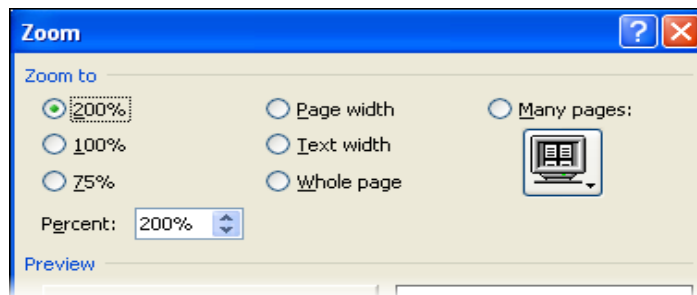 Zoom
Zoom to
200% Page width Many pages:
100% Text width
75% Whole page
Percent: 200%
Preview